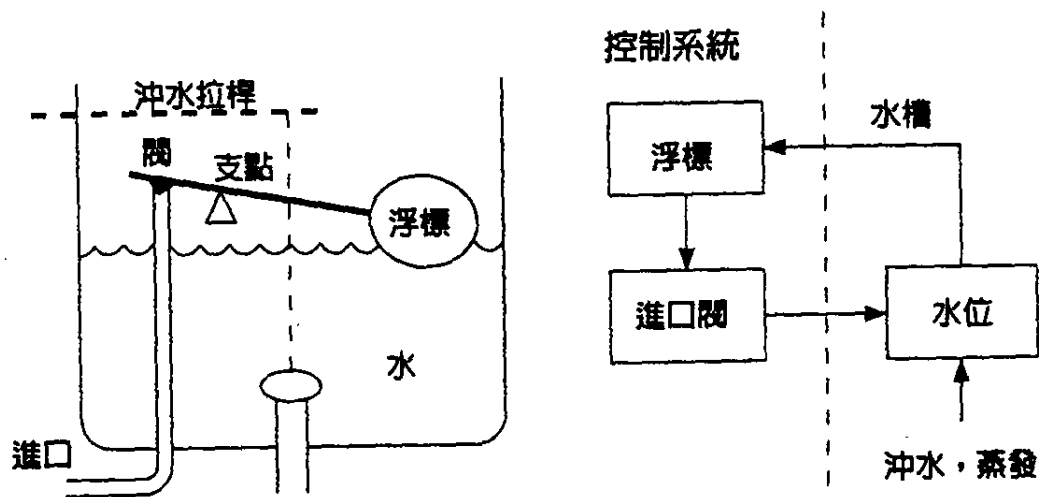 沖水拉桿
閥
支點
浮標
水
進口
控制系統
水槽
浮標
進口閥
水位
沖水，蒸發